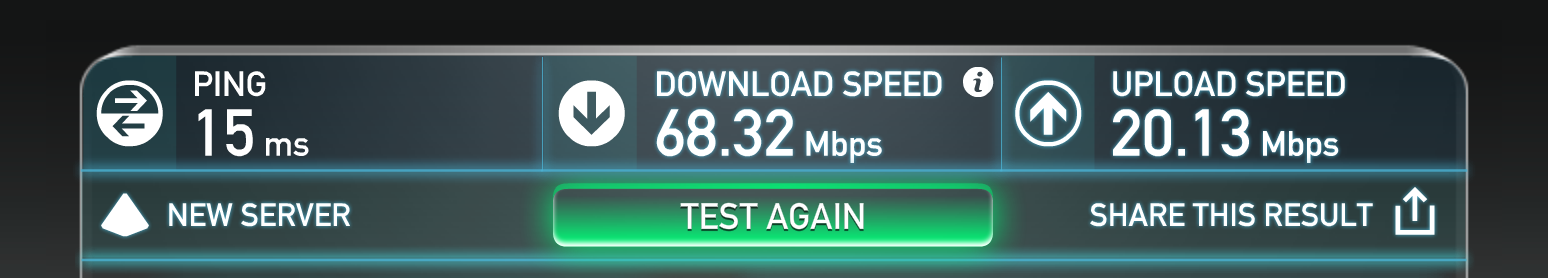 PING
15 ms
DOWNLOAD SPEED i
68.32 Mbps
UPLOAD SPEED
20.13 Mbps
NEW SERVER
TEST AGAIN
SHARE THIS RESULT